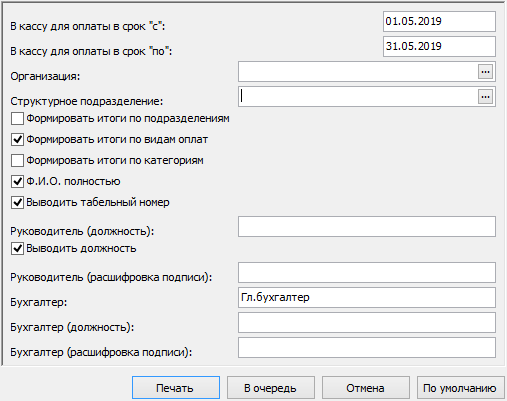 В кассу для оплаты в срок "с": 01.05.2019
В кассу для оплаты в срок "по": 31.05.2019
Организация: ...
Структурное подразделение: ...
Формировать итоги по подразделениям
Формировать итоги по видам оплат
Формировать итоги по категориям
Ф.И.О. полностью
Выводить табельный номер
Руководитель (должность):
Выводить должность
Руководитель (расшифровка подписи):
Бухгалтер: Гл.бухгалтер
Бухгалтер (должность):
Бухгалтер (расшифровка подписи):
Печать В очередь Отмена По умолчанию